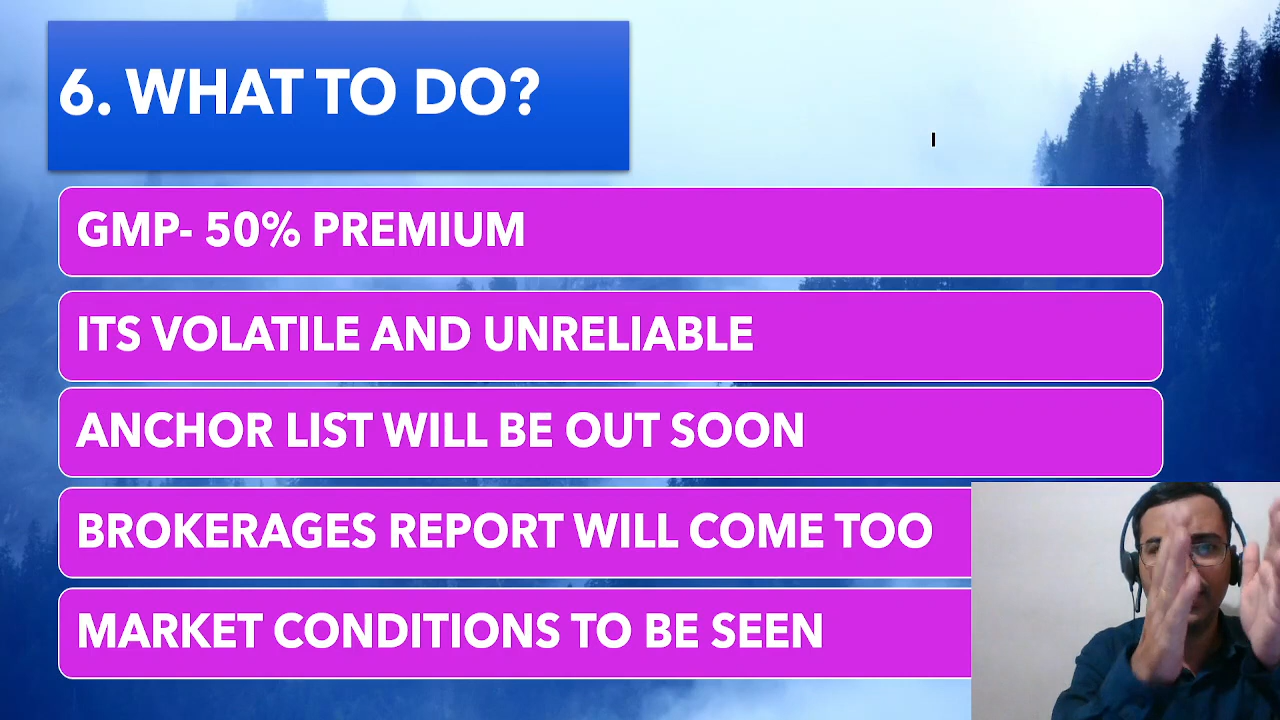 6. WHAT TO DO?
GMP- 50% PREMIUM
ITS VOLATILE AND UNRELIABLE
ANCHOR LIST WILL BE OUT SOON
BROKERAGES REPORT WILL COME TOO
MARKET CONDITIONS TO BE SEEN